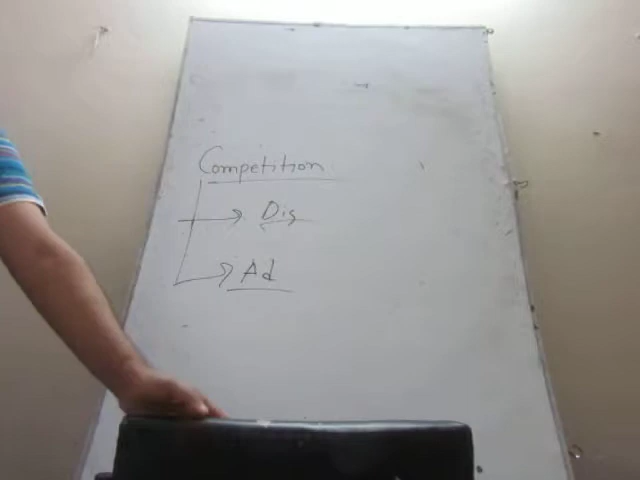 Competition
→ Dis
→ Ad